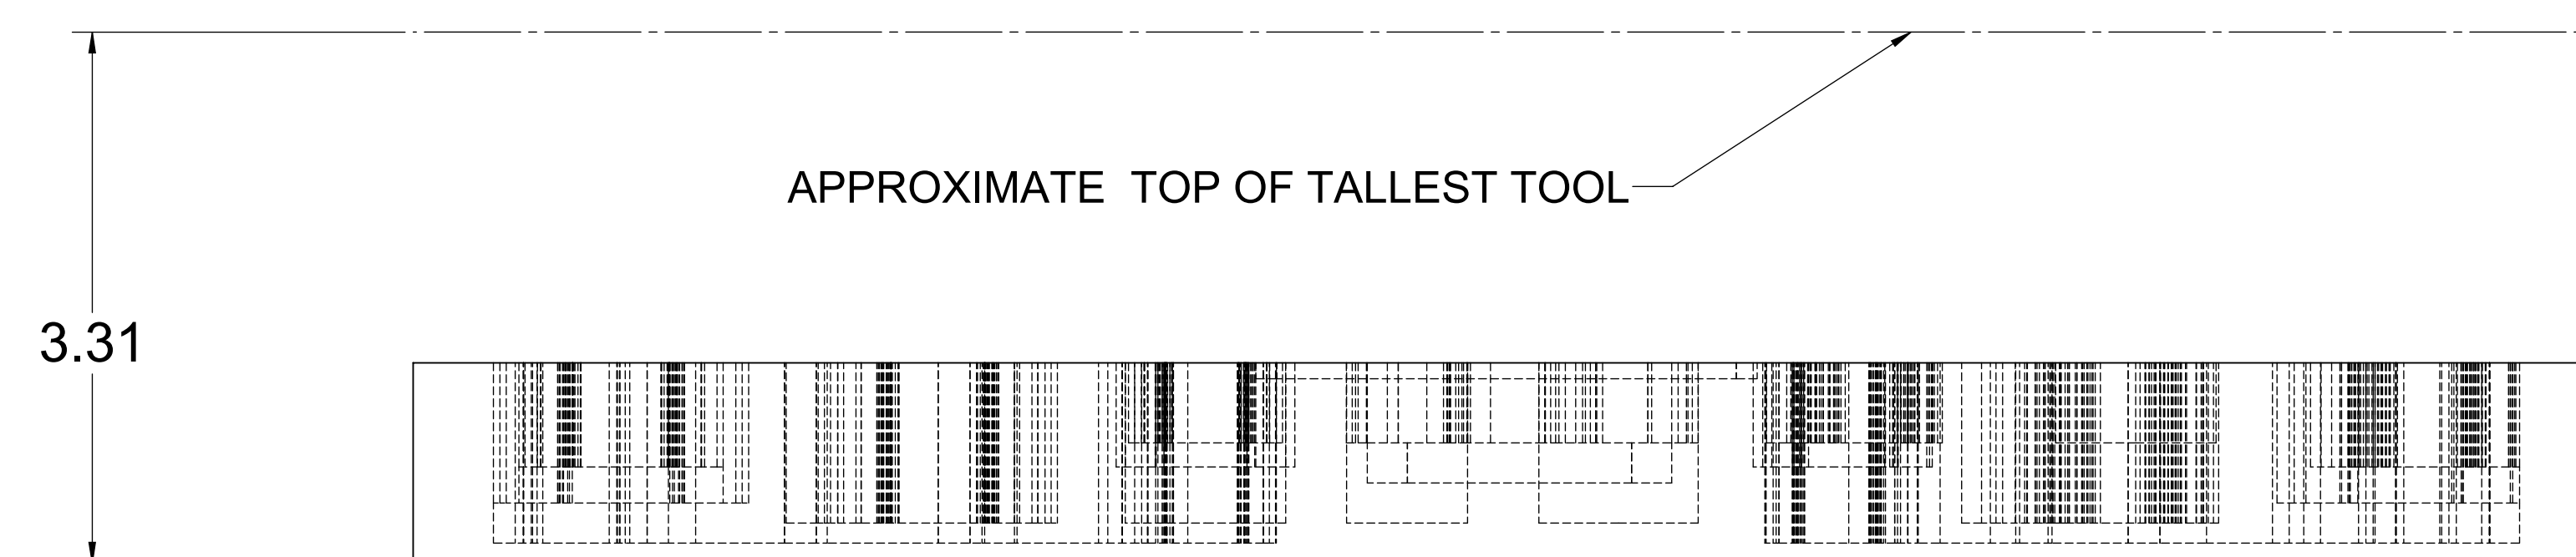 APPROXIMATE  TOP OF TALLEST TOOL
3.31